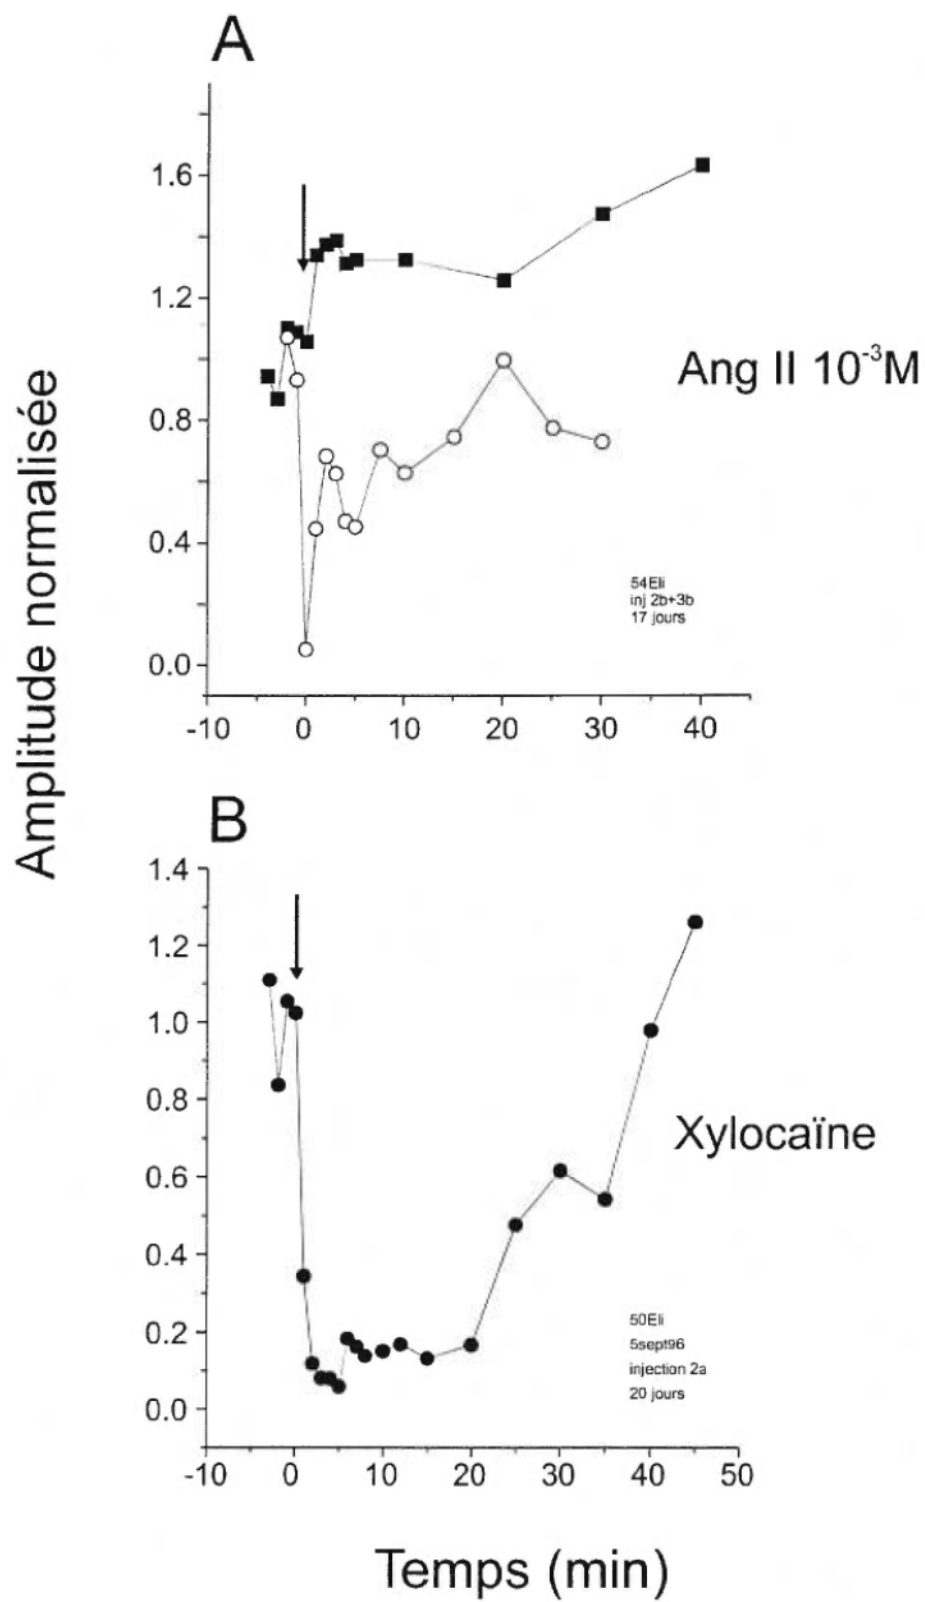 A
Amplitude normalisée
1.6
1.2
0.8
0.4
0.0
-10 0 10 20 30 40
Ang II 10⁻³M
54Eli
inj 2b+3b
17 jours
B
1.4
1.2
1.0
0.8
0.6
0.4
0.2
0.0
-10 0 10 20 30 40 50
Xylocaïne
50Eli
5sept96
injection 2a
20 jours
Temps (min)